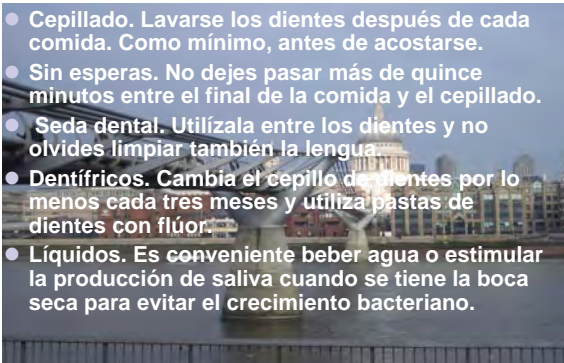 Cepillado. Lavarse los dientes después de cada
comida. Como mínimo, antes de acostarse.
Sin esperas. No dejes pasar más de quince
minutos entre el final de la comida y el cepillado.
Seda dental. Utilízala entre los dientes y no
olvides limpiar también la lengua.
Dentífricos. Cambia el cepillo de dientes por lo
menos cada tres meses y utiliza pastas de
dientes con flúor.
Líquidos. Es conveniente beber agua o estimular
la producción de saliva cuando se tiene la boca
seca para evitar el crecimiento bacteriano.